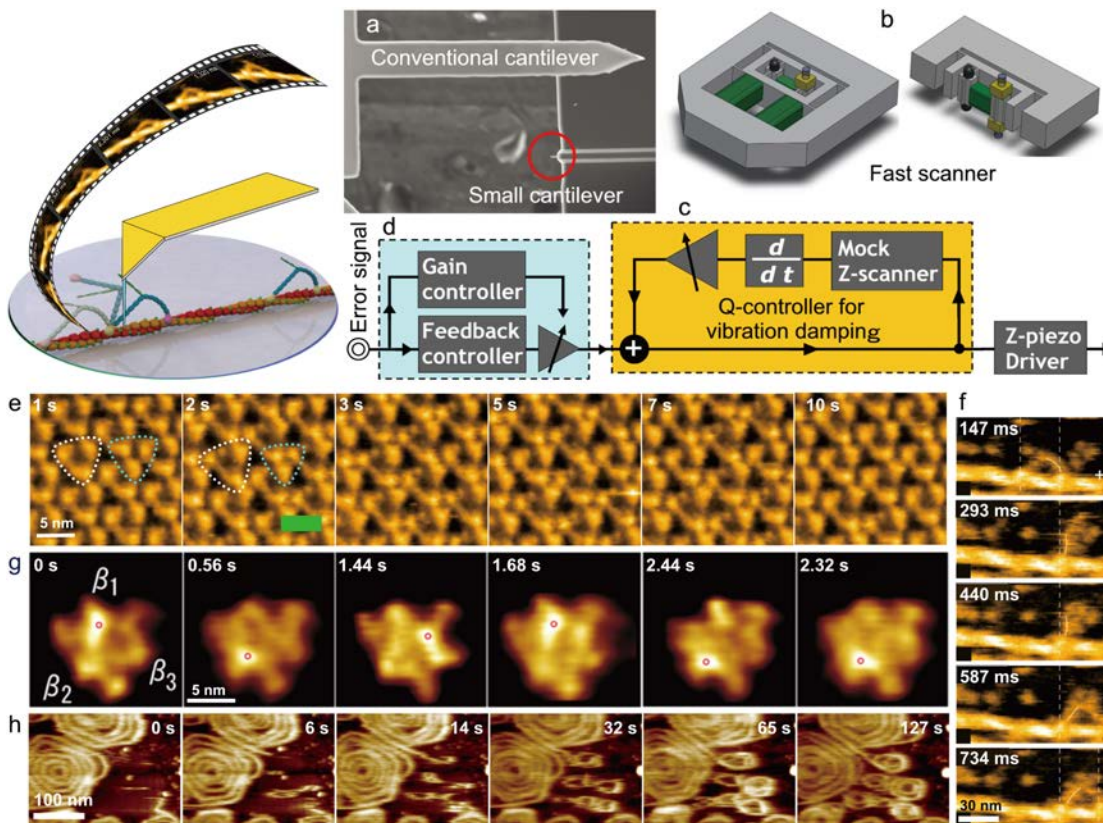 a
Conventional cantilever
Small cantilever
b
Fast scanner
Error signal
d
Gain
controller
Feedback
controller
c
d
dt
Mock
Z-scanner
Q-controller for
vibration damping
+
Z-piezo
Driver
e
1 s
2 s
3 s
5 s
7 s
10 s
5 nm
f
147 ms
293 ms
440 ms
587 ms
734 ms
30 nm
g
0 s
0.56 s
1.44 s
1.68 s
2.44 s
2.32 s
β1
β2
β3
5 nm
h
0 s
6 s
14 s
32 s
65 s
127 s
100 nm